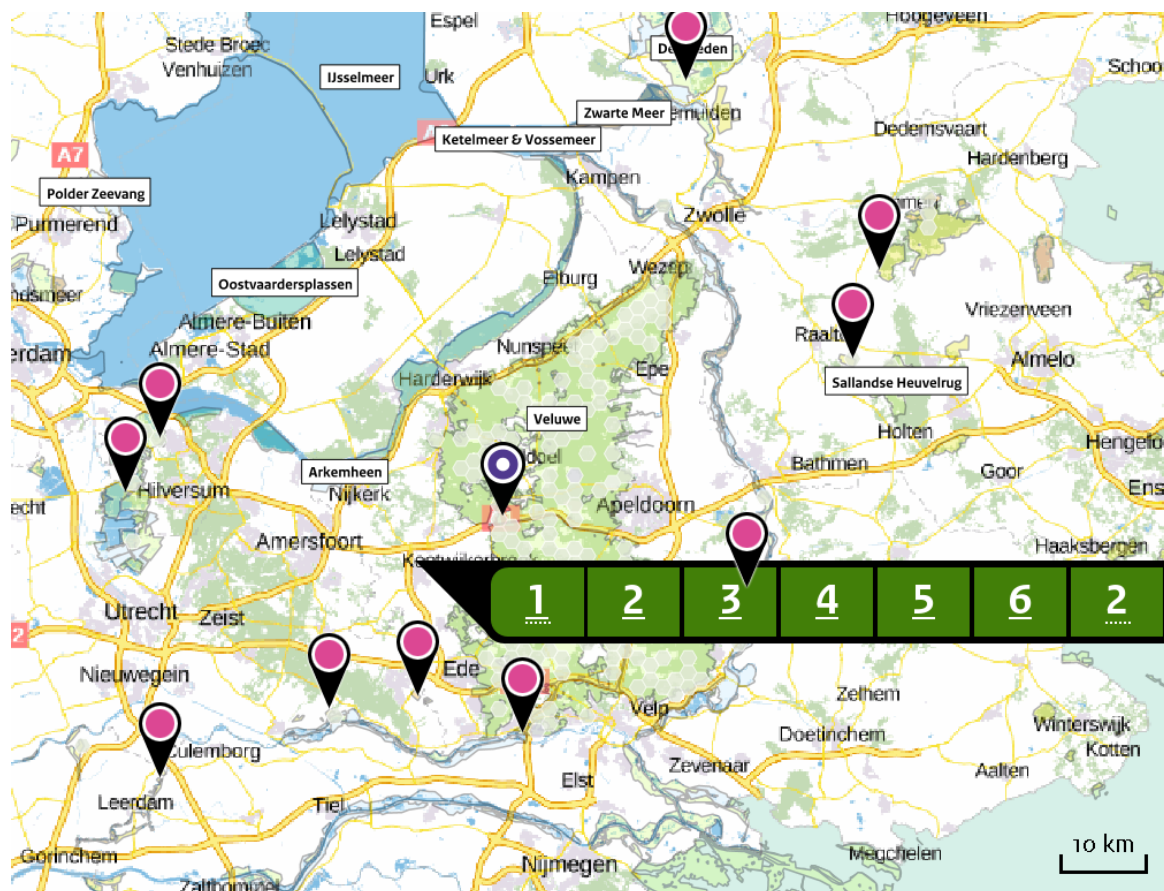 Espel
Hoogeveen
Stede Broec
Venhuizen
IJsselmeer
Urk
Zwarte Meer
Ketelmeer & Vossemeer
Dedemsvaart
Hardenberg
A7
Polder Zeevang
Kampen
Purmerend
Lelystad
Zwolle
Lelystad
Wezep
Elburg
Oostvaardersplassen
Almere-Buiten
Almere-Stad
Vriezenveen
Nunspeet
Epe
Almelo
Harderwijk
Sallandse Heuvelrug
Veluwe
Holten
Bathmen
Goor
Arkemheen
Nijkerk
Hilversum
Apeldoorn
Amersfoort
Haaksbergen
1 2 3 4 5 6 2
Utrecht
Zeist
Nieuwegein
Ede
Zelhem
Velp
Doetinchem
Winterswijk
Kotten
Culemborg
Zevenaar
Aalten
Elst
Leerdam
Tiel
10 km
Gorinchem
Nijmegen
Megchelen
Zaltbommel